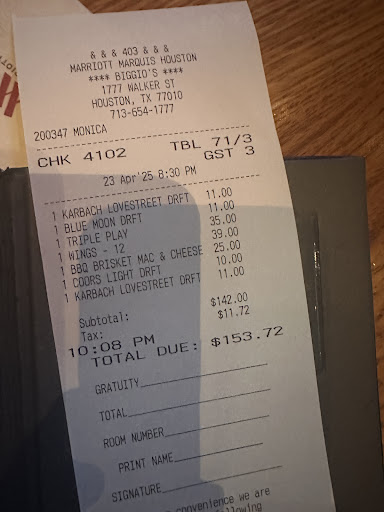 & & & 403 & & &
MARRIOTT MARQUIS HOUSTON
**** BIGGIO'S ****
1777 WALKER ST
HOUSTON, TX 77010
713-654-1777
200347 MONICA
CHK 4102 TBL 71/3
GST 3
23 Apr'25 8:30 PM
1 KARBACH LOVESTREET DRFT 11.00
1 BLUE MOON DRFT 11.00
1 TRIPLE PLAY 35.00
1 WINGS - 12 39.00
1 BBQ BRISKET MAC & CHEESE 25.00
1 COORS LIGHT DRFT 10.00
1 KARBACH LOVESTREET DRFT 11.00
Subtotal: $142.00
Tax: $11.72
10:08 PM
TOTAL DUE: $153.72
GRATUITY
TOTAL
ROOM NUMBER
PRINT NAME
SIGNATURE
convenience we are
following